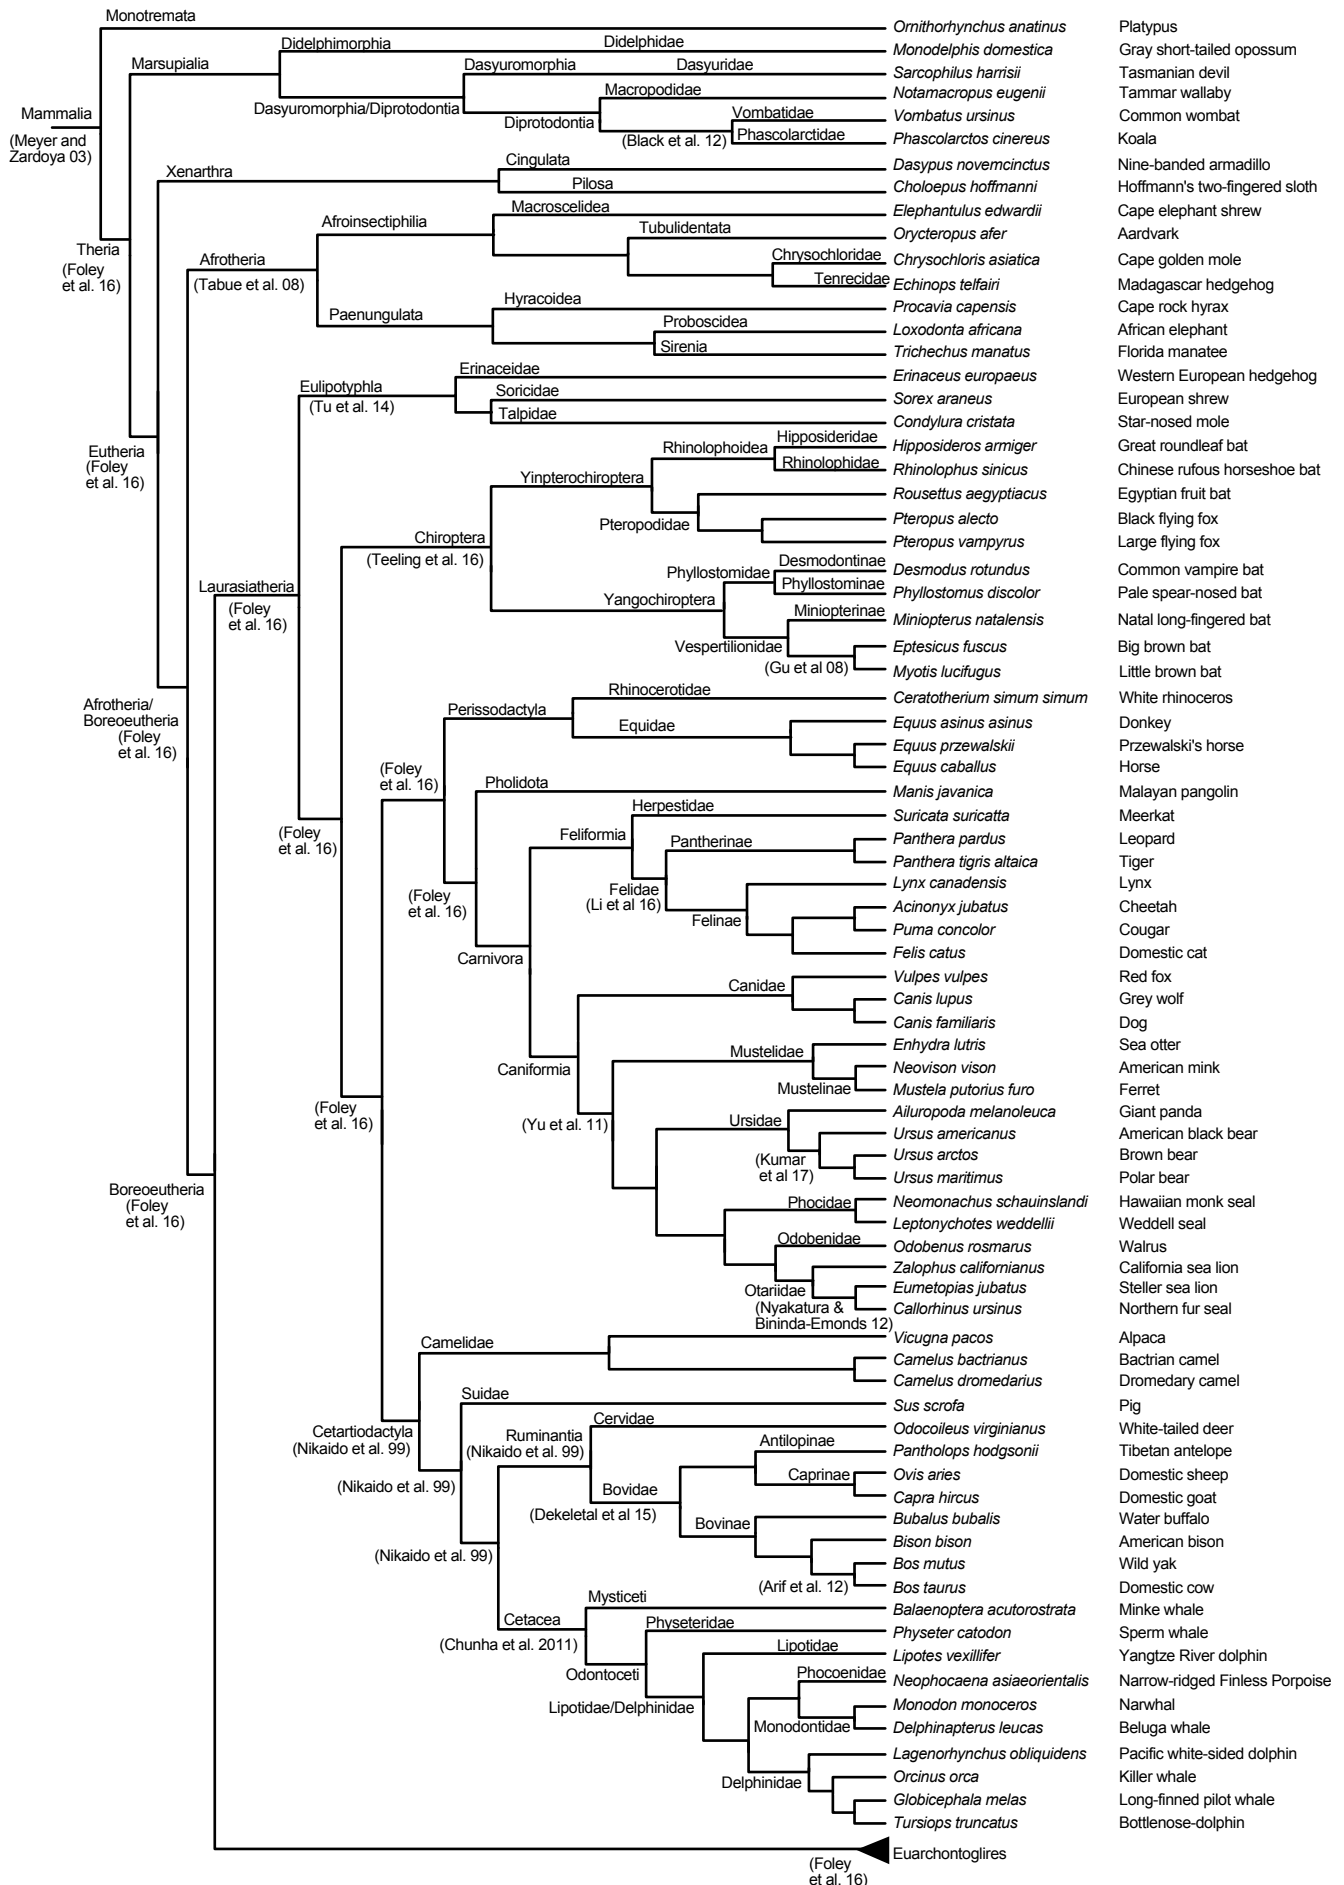 Monotremata
Ornithorhynchus anatinus Platypus
Didelphimorphia Didelphidae
Monodelphis domestica Gray short-tailed opossum
Marsupialia
Dasyuromorphia Dasyuridae
Sarcophilus harrisii Tasmanian devil
Macropodidae
Notamacropus eugenii Tammar wallaby
Dasyuromorphia/Diprotodontia
Mammalia
Vombatidae
Vombatus ursinus Common wombat
Diprotodontia
(Meyer and
Zardoya 03)
(Black et al. 12)
Phascolarctidae
Phascolarctos cinereus Koala
Cingulata
Dasypus novemcinctus Nine-banded armadillo
Xenarthra
Pilosa
Choloepus hoffmanni Hoffmann's two-fingered sloth
Macroscelidea
Elephantulus edwardii Cape elephant shrew
Afroinsectiphilia
Tubulidentata
Orycteropus afer Aardvark
Theria
(Foley
et al. 16)
Afrotheria
(Tabue et al. 08)
Chrysochloridae
Chrysochloris asiatica Cape golden mole
Tenrecidae
Echinops telfairi Madagascar hedgehog
Hyracoidea
Procavia capensis Cape rock hyrax
Paenungulata
Proboscidea
Loxodonta africana African elephant
Sirenia
Trichechus manatus Florida manatee
Erinaceidae
Erinaceus europaeus Western European hedgehog
Eulipotyphla
(Tu et al. 14)
Soricidae
Sorex araneus European shrew
Talpidae
Condylura cristata Star-nosed mole
Eutheria
(Foley
et al. 16)
Hipposideridae
Hipposideros armiger Great roundleaf bat
Rhinolophoidea
Rhinolophidae
Rhinolophus sinicus Chinese rufous horseshoe bat
Yinpterochiroptera
Rousettus aegyptiacus Egyptian fruit bat
Pteropodidae
Pteropus alecto Black flying fox
Pteropus vampyrus Large flying fox
Chiroptera
(Teeling et al. 16)
Desmodontinae
Desmodus rotundus Common vampire bat
Phyllostomidae
Phyllostominae
Phyllostomus discolor Pale spear-nosed bat
Laurasiatheria
(Foley
et al. 16)
Yangochiroptera
Miniopterinae
Miniopterus natalensis Natal long-fingered bat
Vespertilionidae
(Gu et al 08)
Eptesicus fuscus Big brown bat
Myotis lucifugus Little brown bat
Afrotheria/
Boreoeutheria
(Foley
et al. 16)
Rhinocerotidae
Ceratotherium simum simum White rhinoceros
Perissodactyla
Equidae
Equus asinus asinus Donkey
Equus przewalskii Przewalski's horse
Equus caballus Horse
(Foley
et al. 16)
Pholidota
Manis javanica Malayan pangolin
Herpestidae
Suricata suricatta Meerkat
(Foley
et al. 16)
Feliformia
Pantherinae
Panthera pardus Leopard
Panthera tigris altaica Tiger
(Foley
et al. 16)
Felidae
(Li et al 16)
Lynx canadensis Lynx
Felinae
Acinonyx jubatus Cheetah
Puma concolor Cougar
Felis catus Domestic cat
Carnivora
Canidae
Vulpes vulpes Red fox
Canis lupus Grey wolf
Canis familiaris Dog
Mustelidae
Enhydra lutris Sea otter
Caniformia
Neovison vison American mink
Mustelinae
Mustela putorius furo Ferret
(Foley
et al. 16)
(Yu et al. 11)
Ursidae
Ailuropoda melanoleuca Giant panda
Ursus americanus American black bear
(Kumar
et al 17)
Ursus arctos Brown bear
Ursus maritimus Polar bear
Boreoeutheria
(Foley
et al. 16)
Phocidae
Neomonachus schauinslandi Hawaiian monk seal
Leptonychotes weddellii Weddell seal
Odobenidae
Odobenus rosmarus Walrus
Zalophus californianus California sea lion
Otariidae
(Nyakatura &
Bininda-Emonds 12)
Eumetopias jubatus Steller sea lion
Callorhinus ursinus Northern fur seal
Camelidae
Vicugna pacos Alpaca
Camelus bactrianus Bactrian camel
Camelus dromedarius Dromedary camel
Suidae
Sus scrofa Pig
Cetartiodactyla
(Nikaido et al. 99)
Cervidae
Odocoileus virginianus White-tailed deer
Ruminantia
(Nikaido et al. 99)
Antilopinae
Pantholops hodgsonii Tibetan antelope
(Nikaido et al. 99)
Caprinae
Ovis aries Domestic sheep
Capra hircus Domestic goat
Bovidae
(Dekeletal et al 15)
Bovinae
Bubalus bubalis Water buffalo
Bison bison American bison
(Nikaido et al. 99)
Bos mutus Wild yak
(Arif et al. 12)
Bos taurus Domestic cow
Mysticeti
Balaenoptera acutorostrata Minke whale
Cetacea
(Chunha et al. 2011)
Physeteridae
Physeter catodon Sperm whale
Lipotidae
Lipotes vexillifer Yangtze River dolphin
Odontoceti
Phocoenidae
Neophocaena asiaeorientalis Narrow-ridged Finless Porpoise
Lipotidae/Delphinidae
Monodon monoceros Narwhal
Monodontidae
Delphinapterus leucas Beluga whale
Lagenorhynchus obliquidens Pacific white-sided dolphin
Delphinidae
Orcinus orca Killer whale
Globicephala melas Long-finned pilot whale
Tursiops truncatus Bottlenose-dolphin
Euarchontoglires
(Foley
et al. 16)